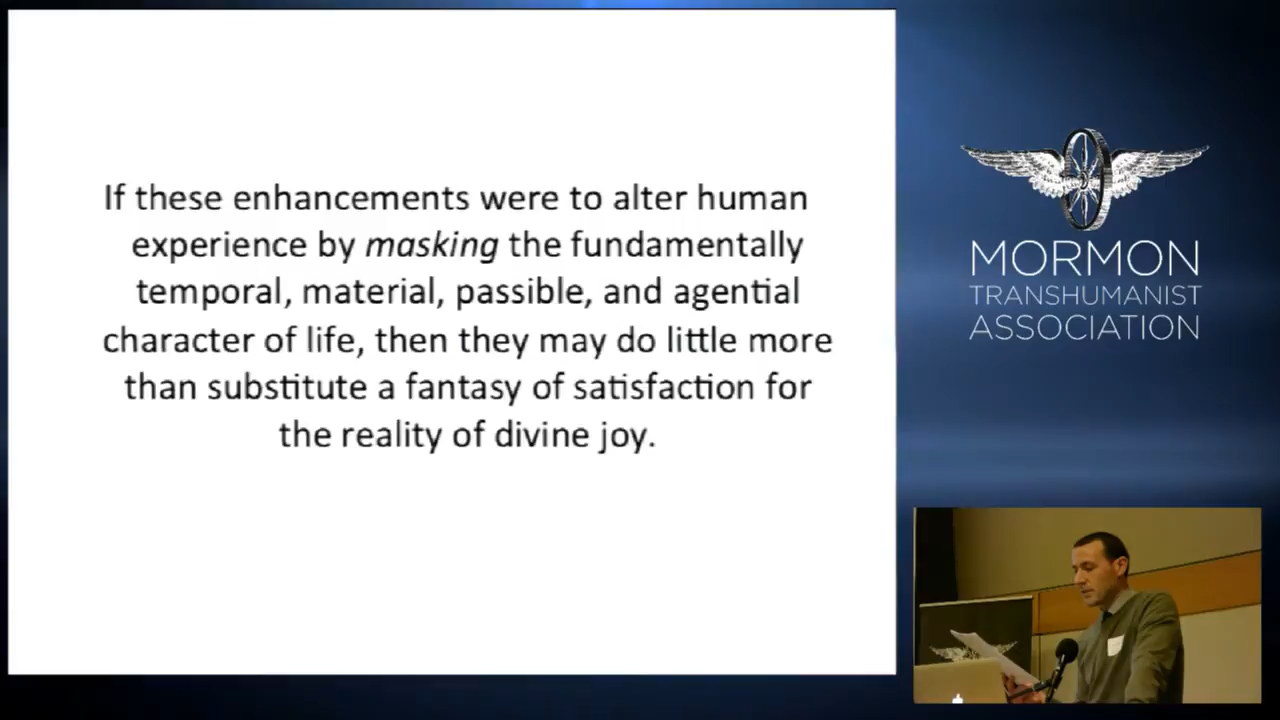 If these enhancements were to alter human
experience by masking the fundamentally
temporal, material, passible, and agential
character of life, then they may do little more
than substitute a fantasy of satisfaction for
the reality of divine joy.
MORMON
TRANSHUMANIST
ASSOCIATION